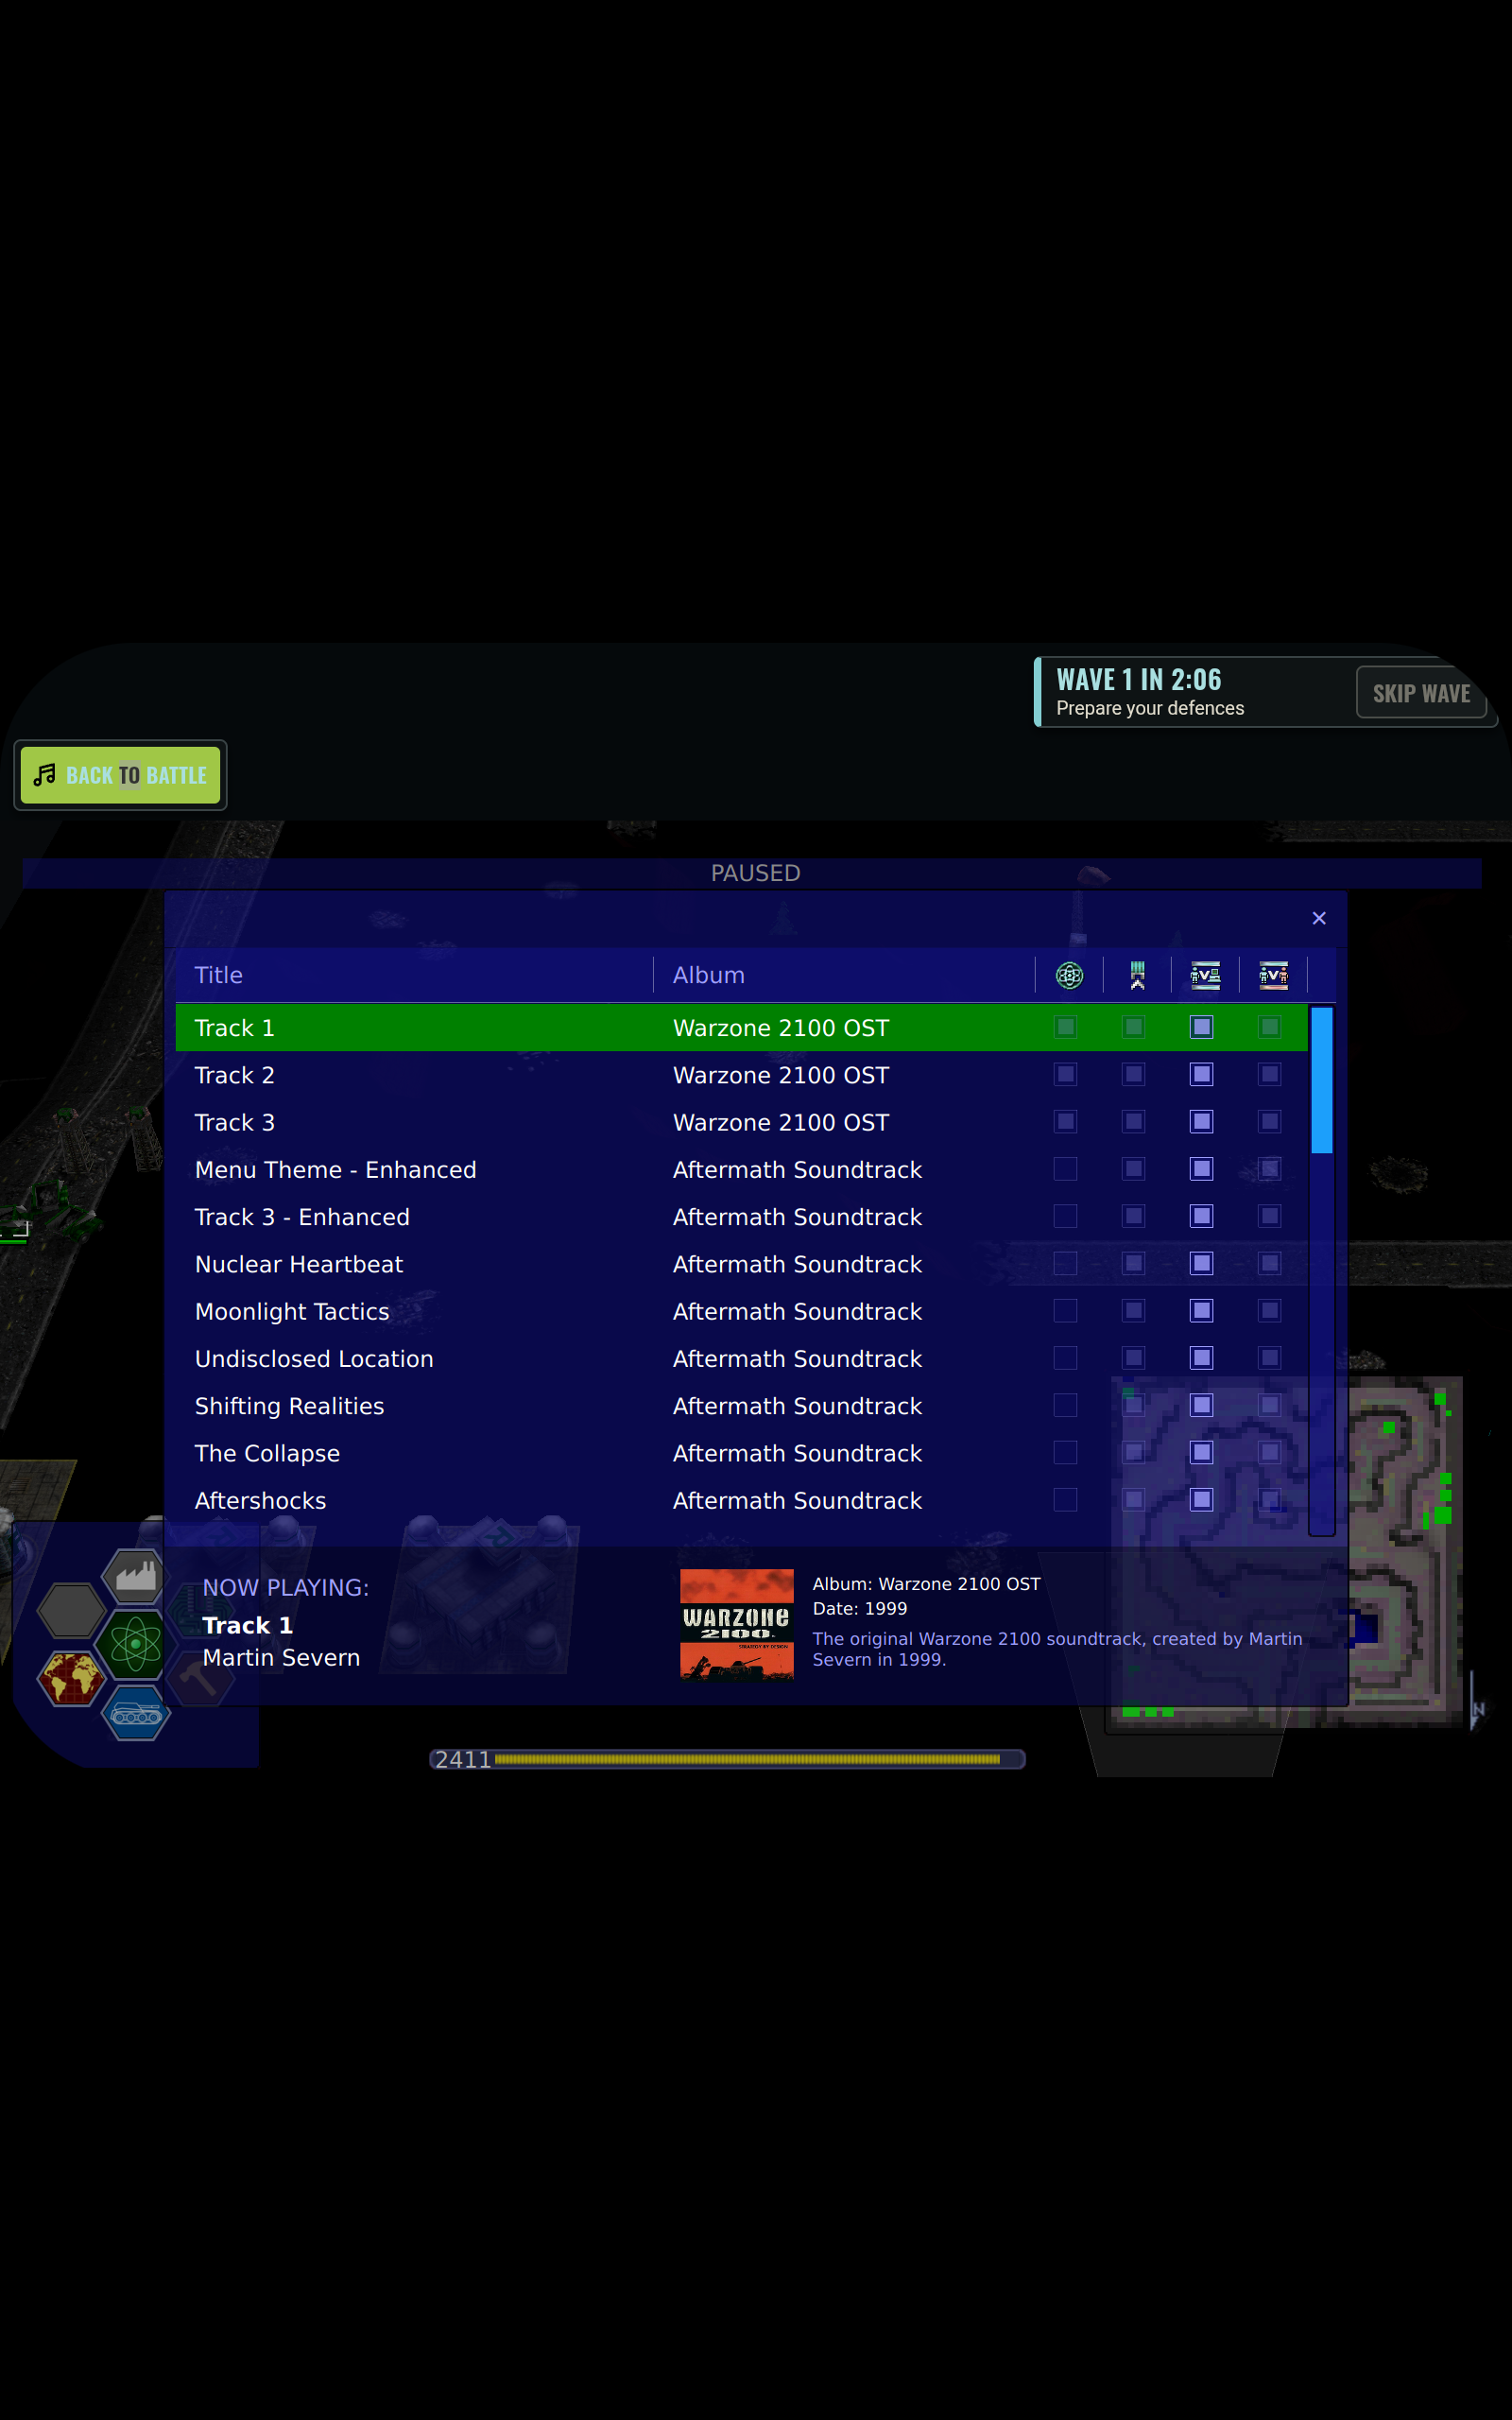 WAVE 1 IN 2:06
Prepare your defences
SKIP WAVE
BACK TO BATTLE
PAUSED
×
Title Album
Track 1 Warzone 2100 OST
Track 2 Warzone 2100 OST
Track 3 Warzone 2100 OST
Menu Theme - Enhanced Aftermath Soundtrack
Track 3 - Enhanced Aftermath Soundtrack
Nuclear Heartbeat Aftermath Soundtrack
Moonlight Tactics Aftermath Soundtrack
Undisclosed Location Aftermath Soundtrack
Shifting Realities Aftermath Soundtrack
The Collapse Aftermath Soundtrack
Aftershocks Aftermath Soundtrack
NOW PLAYING:
Track 1
Martin Severn
WARZONE
2100
STRATEGY BY DESIGN
Album: Warzone 2100 OST
Date: 1999
The original Warzone 2100 soundtrack, created by Martin
Severn in 1999.
N
2411